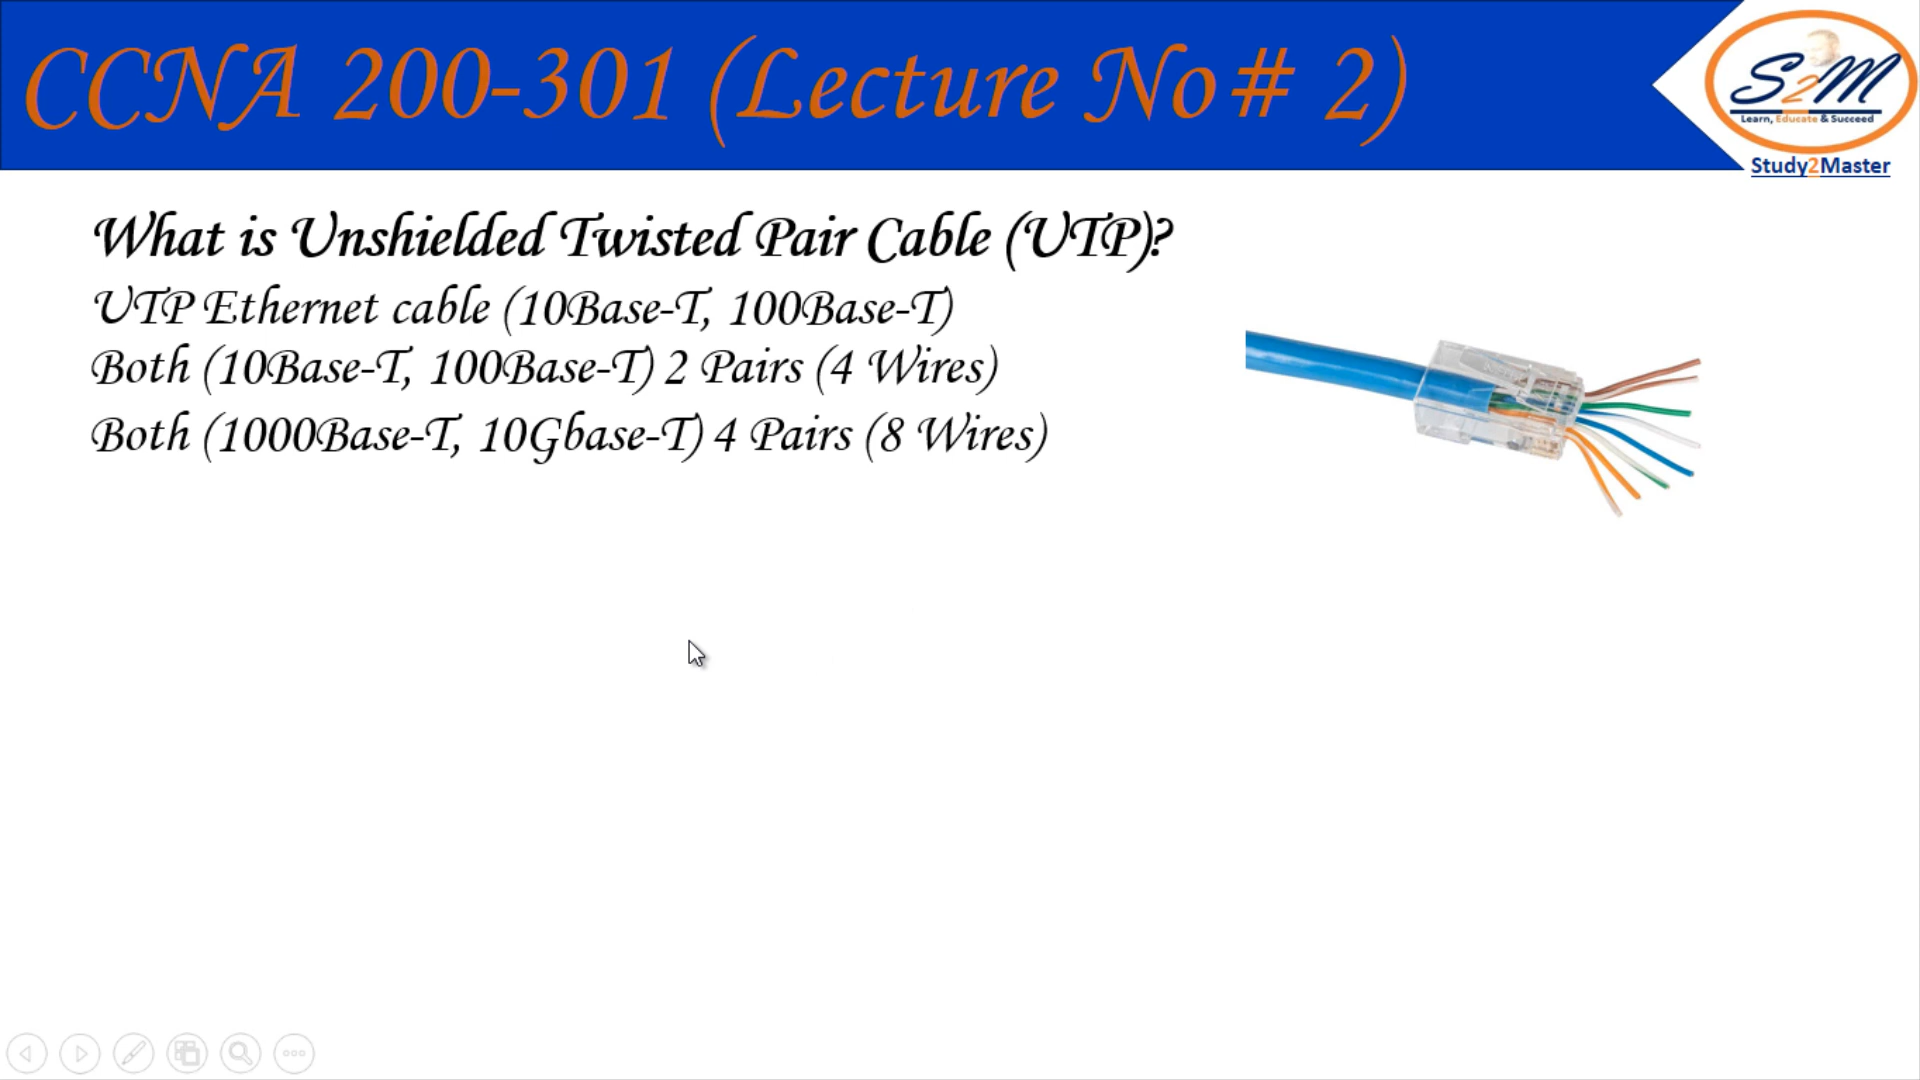 CCNA 200-301 (Lecture No# 2)
S2M
Learn, Educate & Succeed
Study2Master
What is Unshielded Twisted Pair Cable (UTP)?
UTP Ethernet cable (10Base-T, 100Base-T)
Both (10Base-T, 100Base-T) 2 Pairs (4 Wires)
Both (1000Base-T, 10Gbase-T) 4 Pairs (8 Wires)